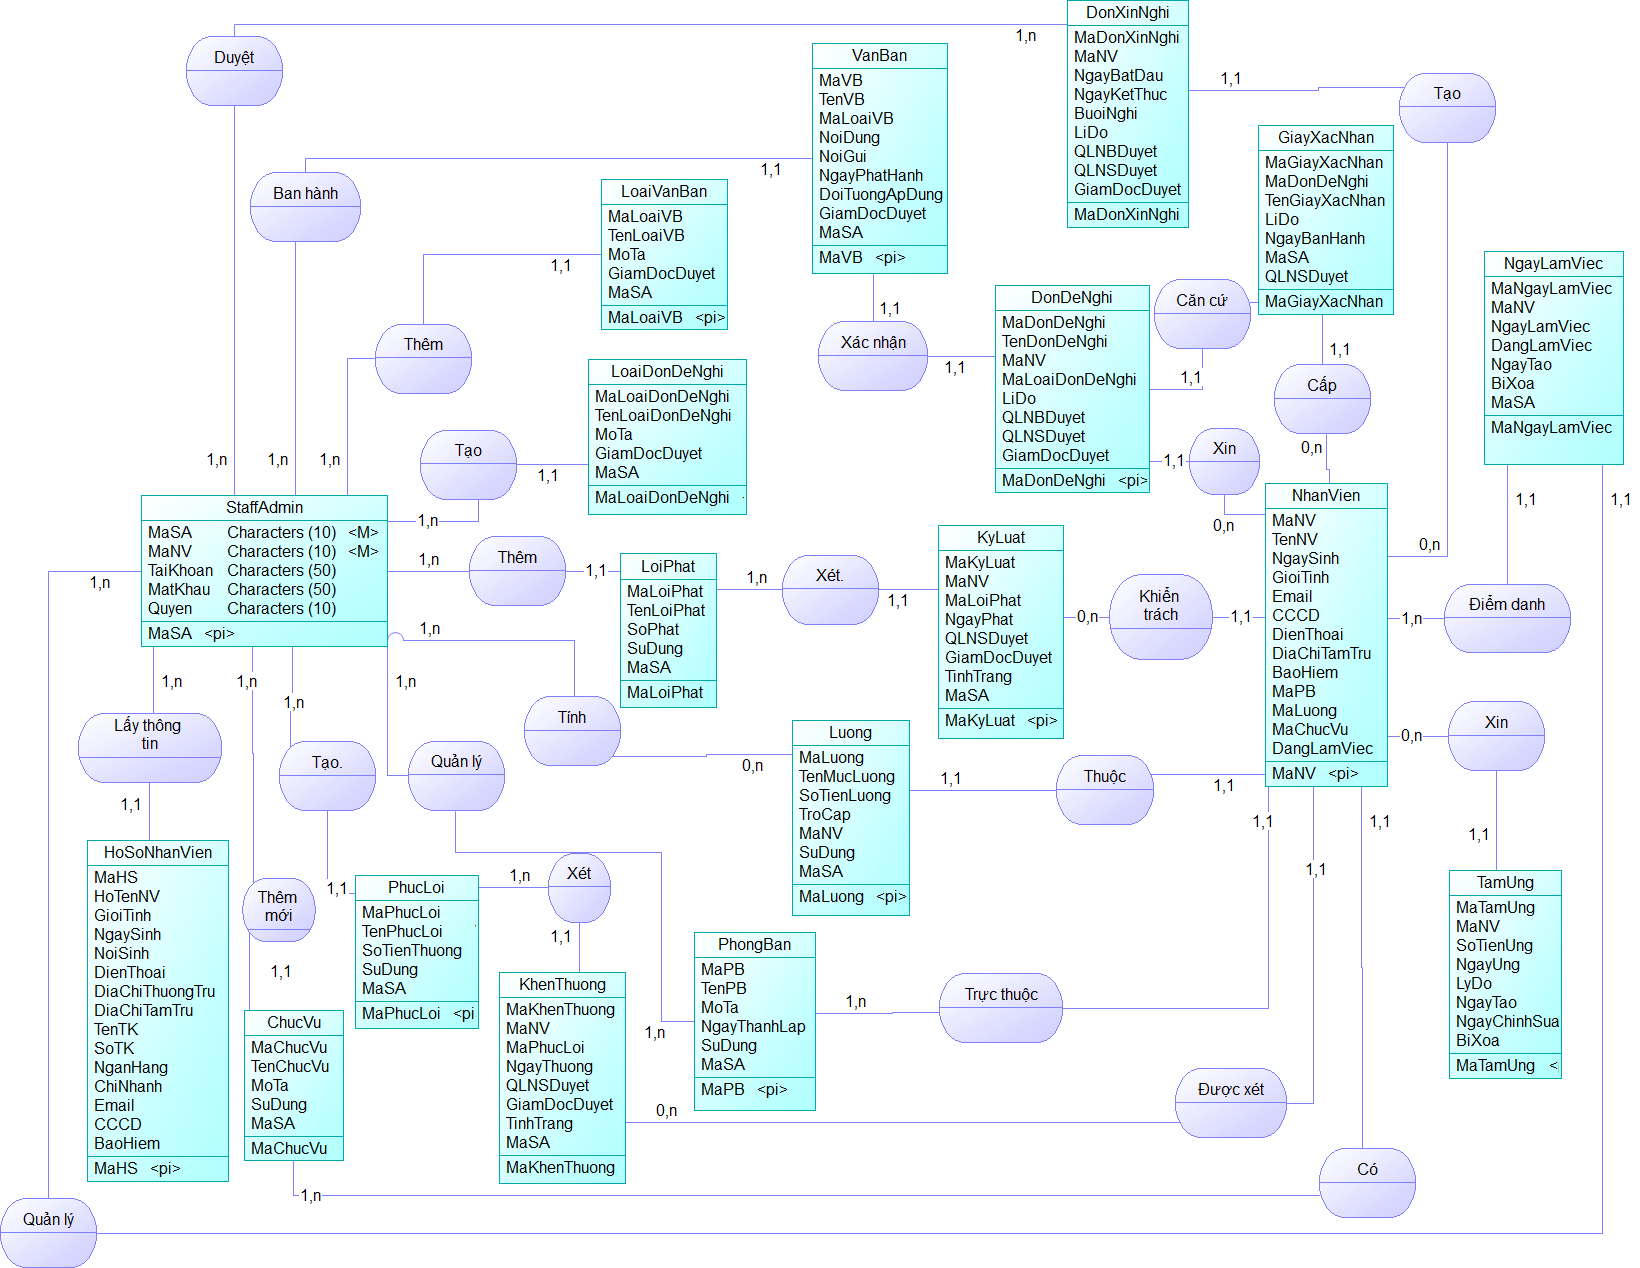 Duyệt
1,n
1,n
DonXinNghi
MaDonXinNghi
MaNV
NgayBatDau
NgayKetThuc
BuoiNghi
LiDo
QLNBDuyet
QLNSDuyet
GiamDocDuyet
MaDonXinNghi
1,1
Tạo
0,n
VanBan
MaVB
TenVB
MaLoaiVB
NoiDung
NoiGui
NgayPhatHanh
DoiTuongApDung
GiamDocDuyet
MaSA
MaVB <pi>
1,1
Ban hành
1,n
LoaiVanBan
MaLoaiVB
TenLoaiVB
MoTa
GiamDocDuyet
MaSA
MaLoaiVB <pi>
1,1
Thêm
1,n
GiayXacNhan
MaGiayXacNhan
MaDonDeNghi
TenGiayXacNhan
LiDo
NgayBanHanh
MaSA
QLNSDuyet
MaGiayXacNhan
1,1
Cấp
0,n
NgayLamViec
MaNgayLamViec
MaNV
NgayLamViec
DangLamViec
NgayTao
BiXoa
MaSA
MaNgayLamViec
1,1
1,1
DonDeNghi
MaDonDeNghi
TenDonDeNghi
MaNV
MaLoaiDonDeNghi
LiDo
QLNBDuyet
QLNSDuyet
GiamDocDuyet
MaDonDeNghi <pi>
Căn cứ
1,1
1,1
Xác nhận
1,1
Xin
1,1
0,n
LoaiDonDeNghi
MaLoaiDonDeNghi
TenLoaiDonDeNghi
MoTa
GiamDocDuyet
MaSA
MaLoaiDonDeNghi
Tạo
1,1
1,n
StaffAdmin
MaSA Characters (10) <M>
MaNV Characters (10) <M>
TaiKhoan Characters (50)
MatKhau Characters (50)
Quyen Characters (10)
MaSA <pi>
1,n
Thêm
1,n
1,1
LoiPhat
MaLoiPhat
TenLoiPhat
SoPhat
SuDung
MaSA
MaLoiPhat
1,n
Xét.
1,1
KyLuat
MaKyLuat
MaNV
MaLoiPhat
NgayPhat
QLNSDuyet
GiamDocDuyet
TinhTrang
MaSA
MaKyLuat <pi>
0,n
Khiển
trách
1,1
NhanVien
MaNV
TenNV
NgaySinh
GioiTinh
Email
CCCD
DienThoai
DiaChiTamTru
BaoHiem
MaPB
MaLuong
MaChucVu
DangLamViec
MaNV <pi>
1,n
Điểm danh
0,n
Xin
1,1
TamUng
MaTamUng
MaNV
SoTienUng
NgayUng
LyDo
NgayTao
NgayChinhSua
BiXoa
MaTamUng
1,n
Tính
0,n
Luong
MaLuong
TenMucLuong
SoTienLuong
TroCap
MaNV
SuDung
MaSA
MaLuong <pi>
1,1
Thuộc
1,1
1,n
Lấy thông
tin
1,1
HoSoNhanVien
MaHS
HoTenNV
GioiTinh
NgaySinh
NoiSinh
DienThoai
DiaChiThuongTru
DiaChiTamTru
TenTK
SoTK
NganHang
ChiNhanh
Email
CCCD
BaoHiem
MaHS <pi>
1,n
Thêm
mới
1,1
ChucVu
MaChucVu
TenChucVu
MoTa
SuDung
MaSA
MaChucVu
1,n
Có
1,1
1,n
Tạo.
1,1
PhucLoi
MaPhucLoi
TenPhucLoi
SoTienThuong
SuDung
MaSA
MaPhucLoi <pi
1,n
Xét
1,1
KhenThuong
MaKhenThuong
MaNV
MaPhucLoi
NgayThuong
QLNSDuyet
GiamDocDuyet
TinhTrang
MaSA
MaKhenThuong
0,n
Được xét
1,1
1,n
Quản lý
1,n
PhongBan
MaPB
TenPB
MoTa
NgayThanhLap
SuDung
MaSA
MaPB <pi>
1,n
Trực thuộc
1,1
Quản lý